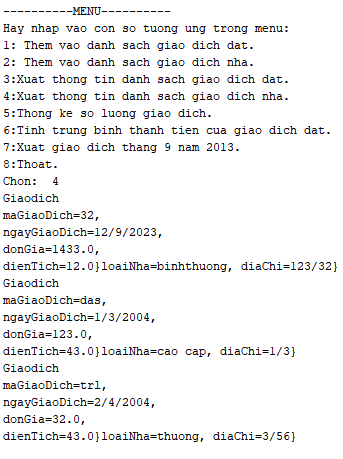 ----------MENU----------
Hay nhap vao con so tuong ung trong menu:
1: Them vao danh sach giao dich dat.
2: Them vao danh sach giao dich nha.
3:Xuat thong tin danh sach giao dich dat.
4:Xuat thong tin danh sach giao dich nha.
5:Thong ke so luong giao dich.
6:Tinh trung binh thanh tien cua giao dich dat.
7:Xuat giao dich thang 9 nam 2013.
8:Thoat.
Chon:  4
Giaodich
maGiaoDich=32,
ngayGiaoDich=12/9/2023,
donGia=1433.0,
dienTich=12.0}loaiNha=binhthuong, diaChi=123/32}
Giaodich
maGiaoDich=das,
ngayGiaoDich=1/3/2004,
donGia=123.0,
dienTich=43.0}loaiNha=cao cap, diaChi=1/3}
Giaodich
maGiaoDich=trl,
ngayGiaoDich=2/4/2004,
donGia=32.0,
dienTich=43.0}loaiNha=thuong, diaChi=3/56}